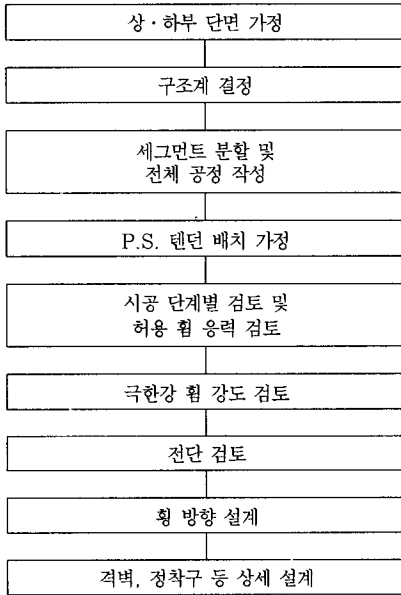 상·하부 단면 가정
구조계 결정
세그먼트 분할 및
전체 공정 작성
P.S. 텐던 배치 가정
시공 단계별 검토 및
허용 휨 응력 검토
극한강 휨 강도 검토
전단 검토
횡 방향 설계
격벽, 정착구 등 상세 설계